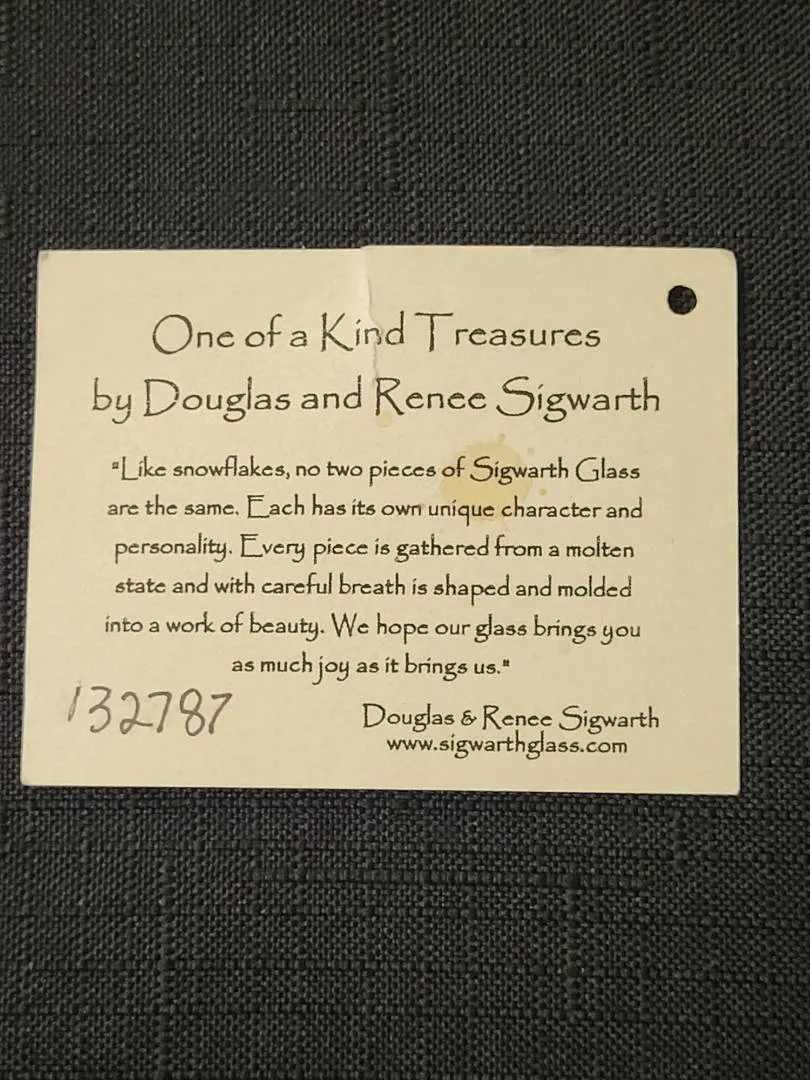 One of a Kind Treasures
by Douglas and Renee Sigwarth
"Like snowflakes, no two pieces of Sigwarth Glass
are the same. Each has its own unique character and
personality. Every piece is gathered from a molten
state and with careful breath is shaped and molded
into a work of beauty. We hope our glass brings you
as much joy as it brings us."
132787
Douglas & Renee Sigwarth
www.sigwarthglass.com